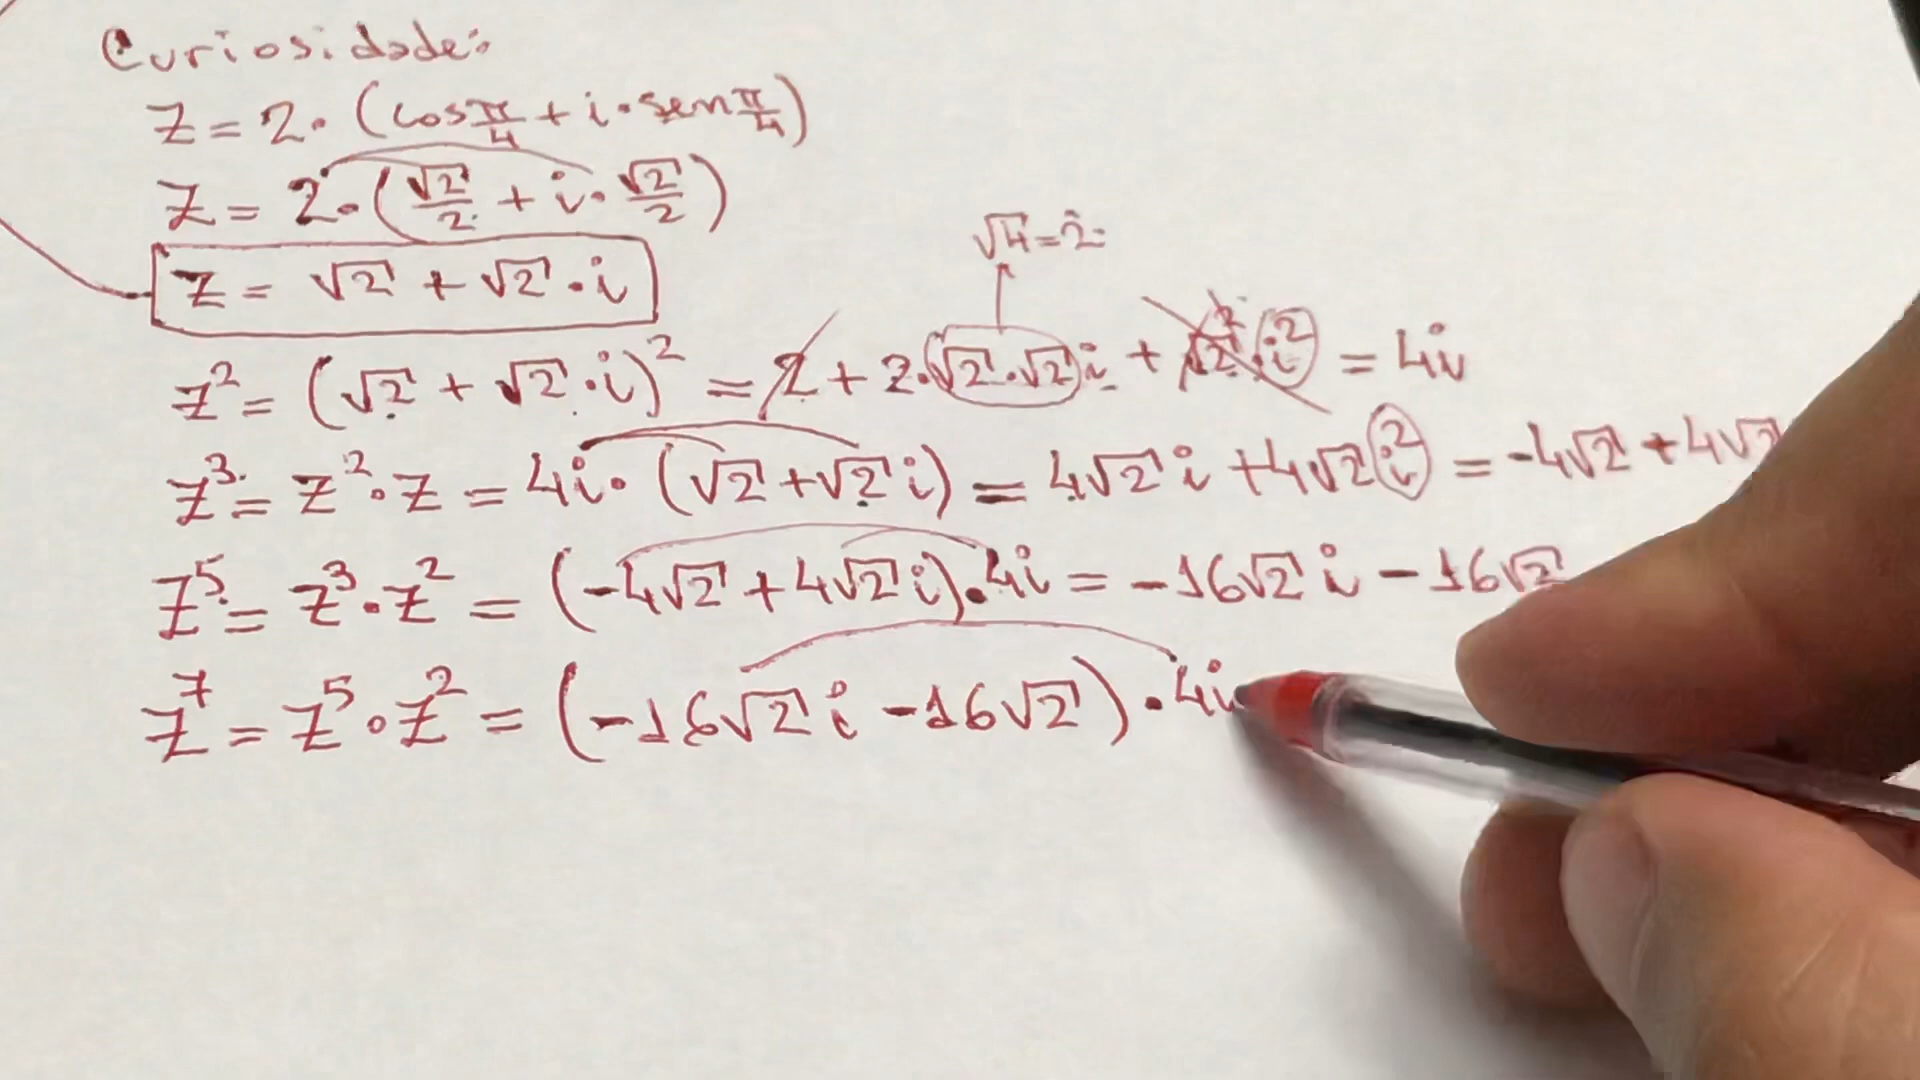 Curiosidade:
Z = 2·(cos π/4 + i·sen π/4)
Z = 2·(√2/2 + i·√2/2)
√4 = 2
Z = √2 + √2·i
Z² = (√2 + √2·i)² = 2 + 2·√2·√2 i + √2²·i² = 4i
Z³ = Z²·Z = 4i·(√2 + √2 i) = 4√2 i + 4√2 i² = -4√2 + 4√2
Z⁵ = Z³·Z² = (-4√2 + 4√2 i)·4i = -16√2 i - 16√2
Z⁷ = Z⁵·Z² = (-16√2 i - 16√2)·4i